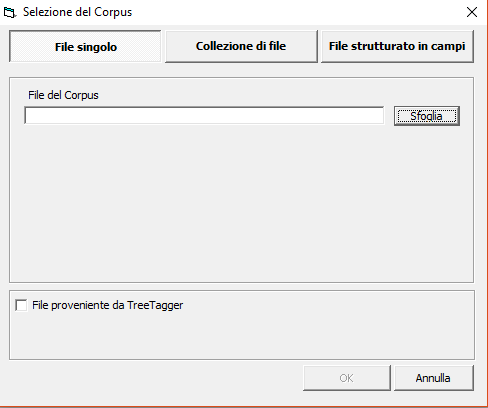 Selezione del Corpus
File singolo
Collezione di file
File strutturato in campi
File del Corpus
Sfoglia
File proveniente da TreeTagger
OK
Annulla